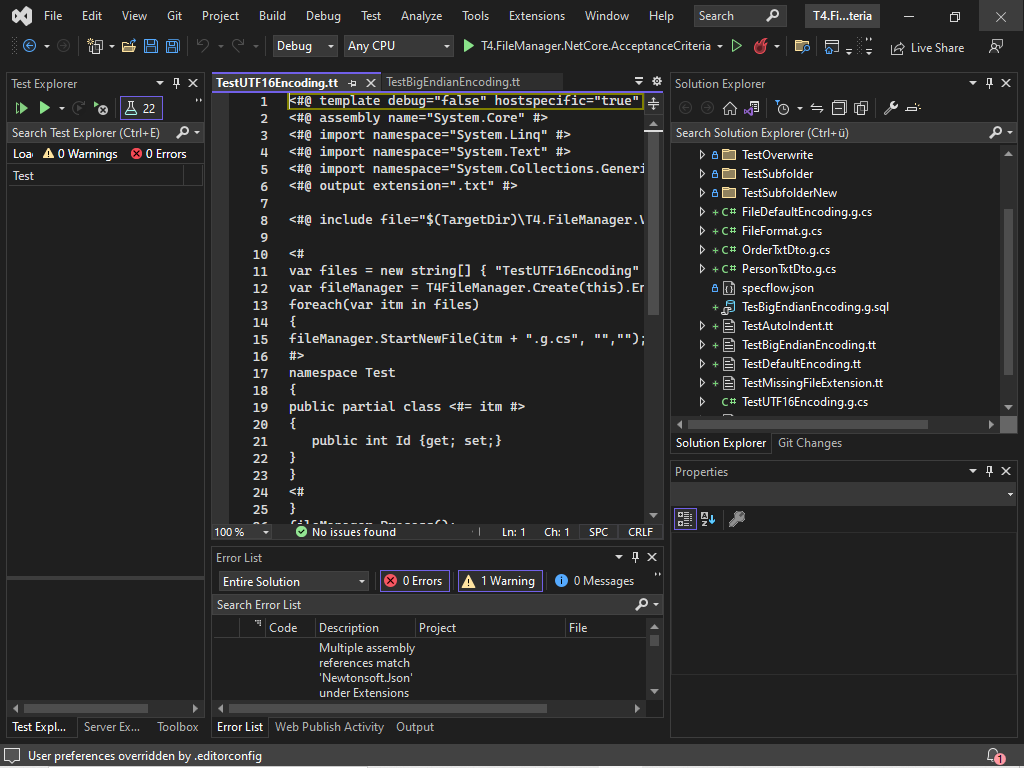 File Edit View Git Project Build Debug Test Analyze Tools Extensions Window Help Search T4.Fi...teria
Debug Any CPU T4.FileManager.NetCore.AcceptanceCriteria Live Share
Test Explorer
22
Search Test Explorer (Ctrl+E)
0 Warnings 0 Errors
Test
TestUTF16Encoding.tt TestBigEndianEncoding.tt
1 <#@ template debug="false" hostspecific="true"
2 <#@ assembly name="System.Core" #>
3 <#@ import namespace="System.Linq" #>
4 <#@ import namespace="System.Text" #>
5 <#@ import namespace="System.Collections.Generi
6 <#@ output extension=".txt" #>
7
8 <#@ include file="$(TargetDir)\T4.FileManager.V
9
10 <#
11 var files = new string[] { "TestUTF16Encoding"
12 var fileManager = T4FileManager.Create(this).En
13 foreach(var itm in files)
14 {
15 fileManager.StartNewFile(itm + ".g.cs", "","");
16 #>
17 namespace Test
18 {
19 public partial class <#= itm #>
20 {
21 public int Id {get; set;}
22 }
23 }
24 <#
25 }
100 % No issues found Ln: 1 Ch: 1 SPC CRLF
Error List
Entire Solution 0 Errors 1 Warning 0 Messages
Search Error List
Code Description Project File
Multiple assembly
references match
'Newtonsoft.Json'
under Extensions
Test Expl... Server Ex... Toolbox
Error List Web Publish Activity Output
Solution Explorer
Search Solution Explorer (Ctrl+ü)
TestOverwrite
TestSubfolder
TestSubfolderNew
FileDefaultEncoding.g.cs
FileFormat.g.cs
OrderTxtDto.g.cs
PersonTxtDto.g.cs
specflow.json
TesBigEndianEncoding.g.sql
TestAutoIndent.tt
TestBigEndianEncoding.tt
TestDefaultEncoding.tt
TestMissingFileExtension.tt
TestUTF16Encoding.g.cs
Solution Explorer Git Changes
Properties
User preferences overridden by .editorconfig
1